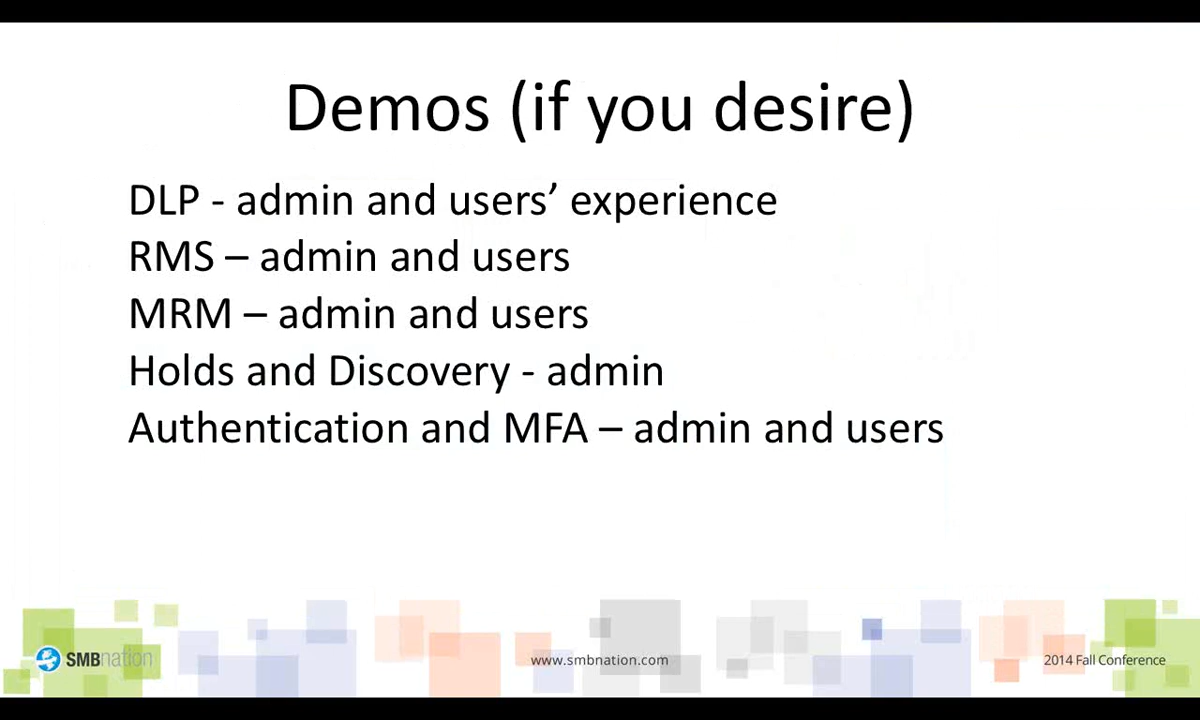 Demos (if you desire)
DLP - admin and users’ experience
RMS – admin and users
MRM – admin and users
Holds and Discovery - admin
Authentication and MFA – admin and users
SMBnation
www.smbnation.com
2014 Fall Conference